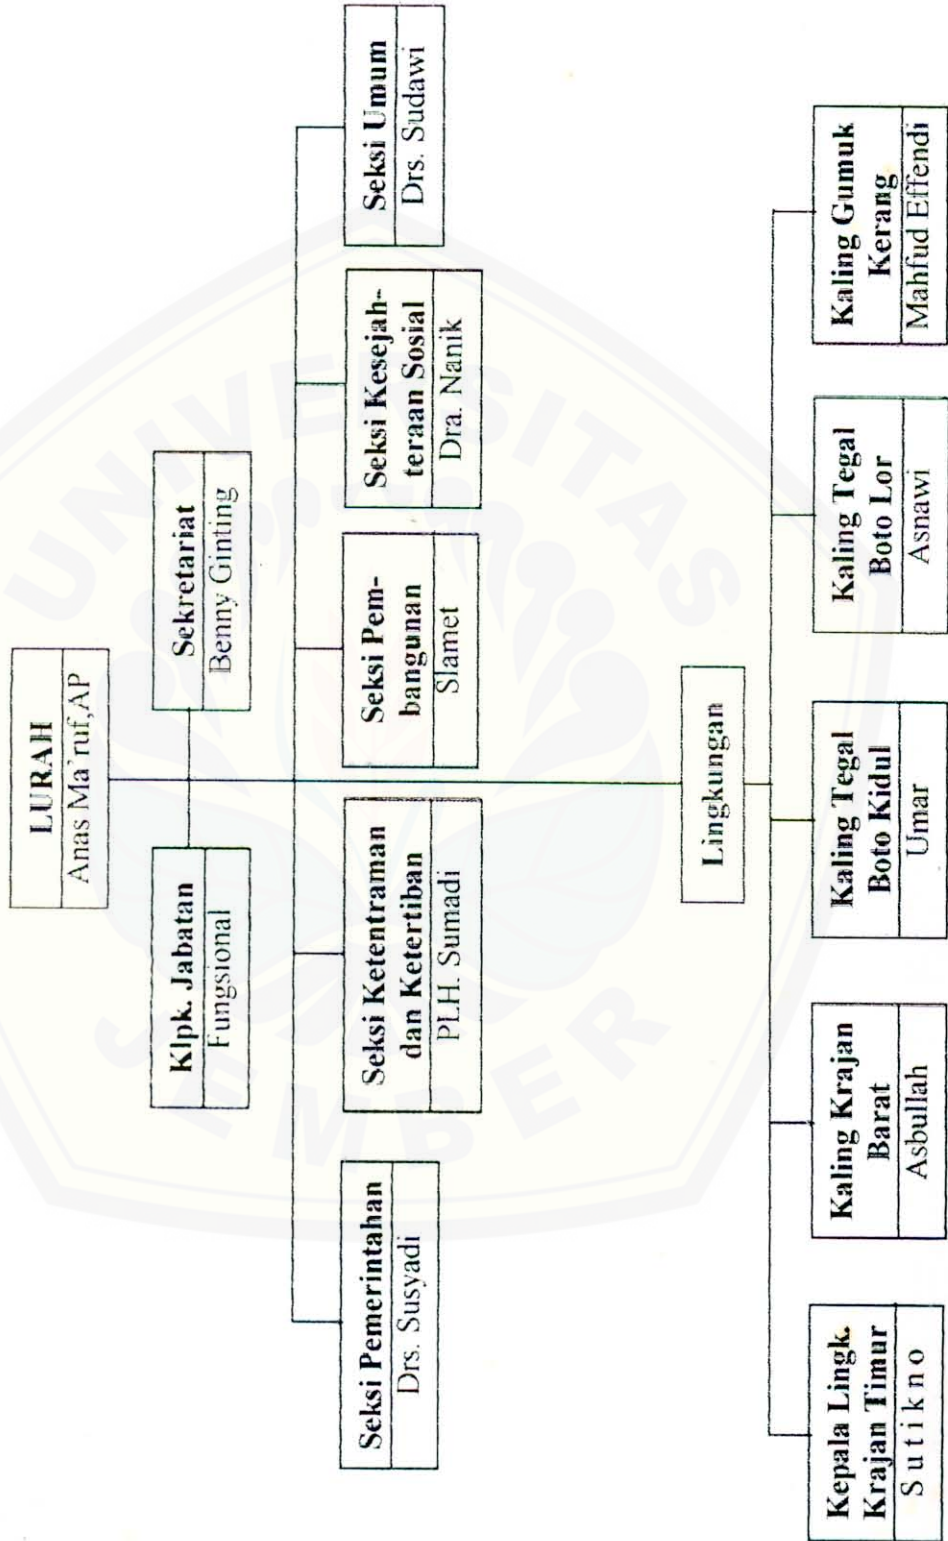 LURAH
Anas Ma'ruf,AP
Klpk. Jabatan
Fungsional
Sekretariat
Benny Ginting
Seksi Pemerintahan
Drs. Susyadi
Seksi Ketentraman
dan Ketertiban
PLH. Sumadi
Seksi Pem-
bangunan
Slamet
Seksi Kesejah-
teraan Sosial
Dra. Nanik
Seksi Umum
Drs. Sudawi
Lingkungan
Kepala Lingk.
Krajan Timur
Sutikno
Kaling Krajan
Barat
Asbullah
Kaling Tegal
Boto Kidul
Umar
Kaling Tegal
Boto Lor
Asnawi
Kaling Gumuk
Kerang
Mahfud Effendi
UNIVERSITAS
JEMBER